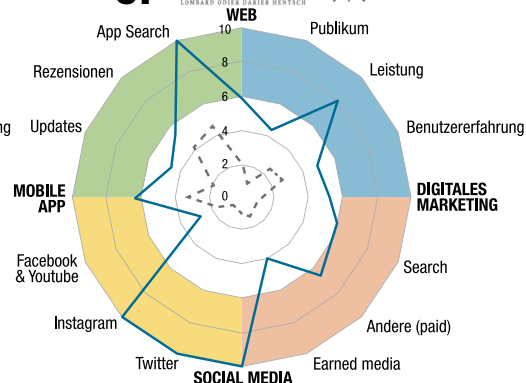 LOMBARD ODIER DARIER HENTSCH
WEB
10
8
6
4
2
0
Publikum
Leistung
Benutzererfahrung
DIGITALES
MARKETING
Search
Andere (paid)
Earned media
SOCIAL MEDIA
Twitter
Instagram
Facebook
& Youtube
MOBILE
APP
Updates
Rezensionen
App Search